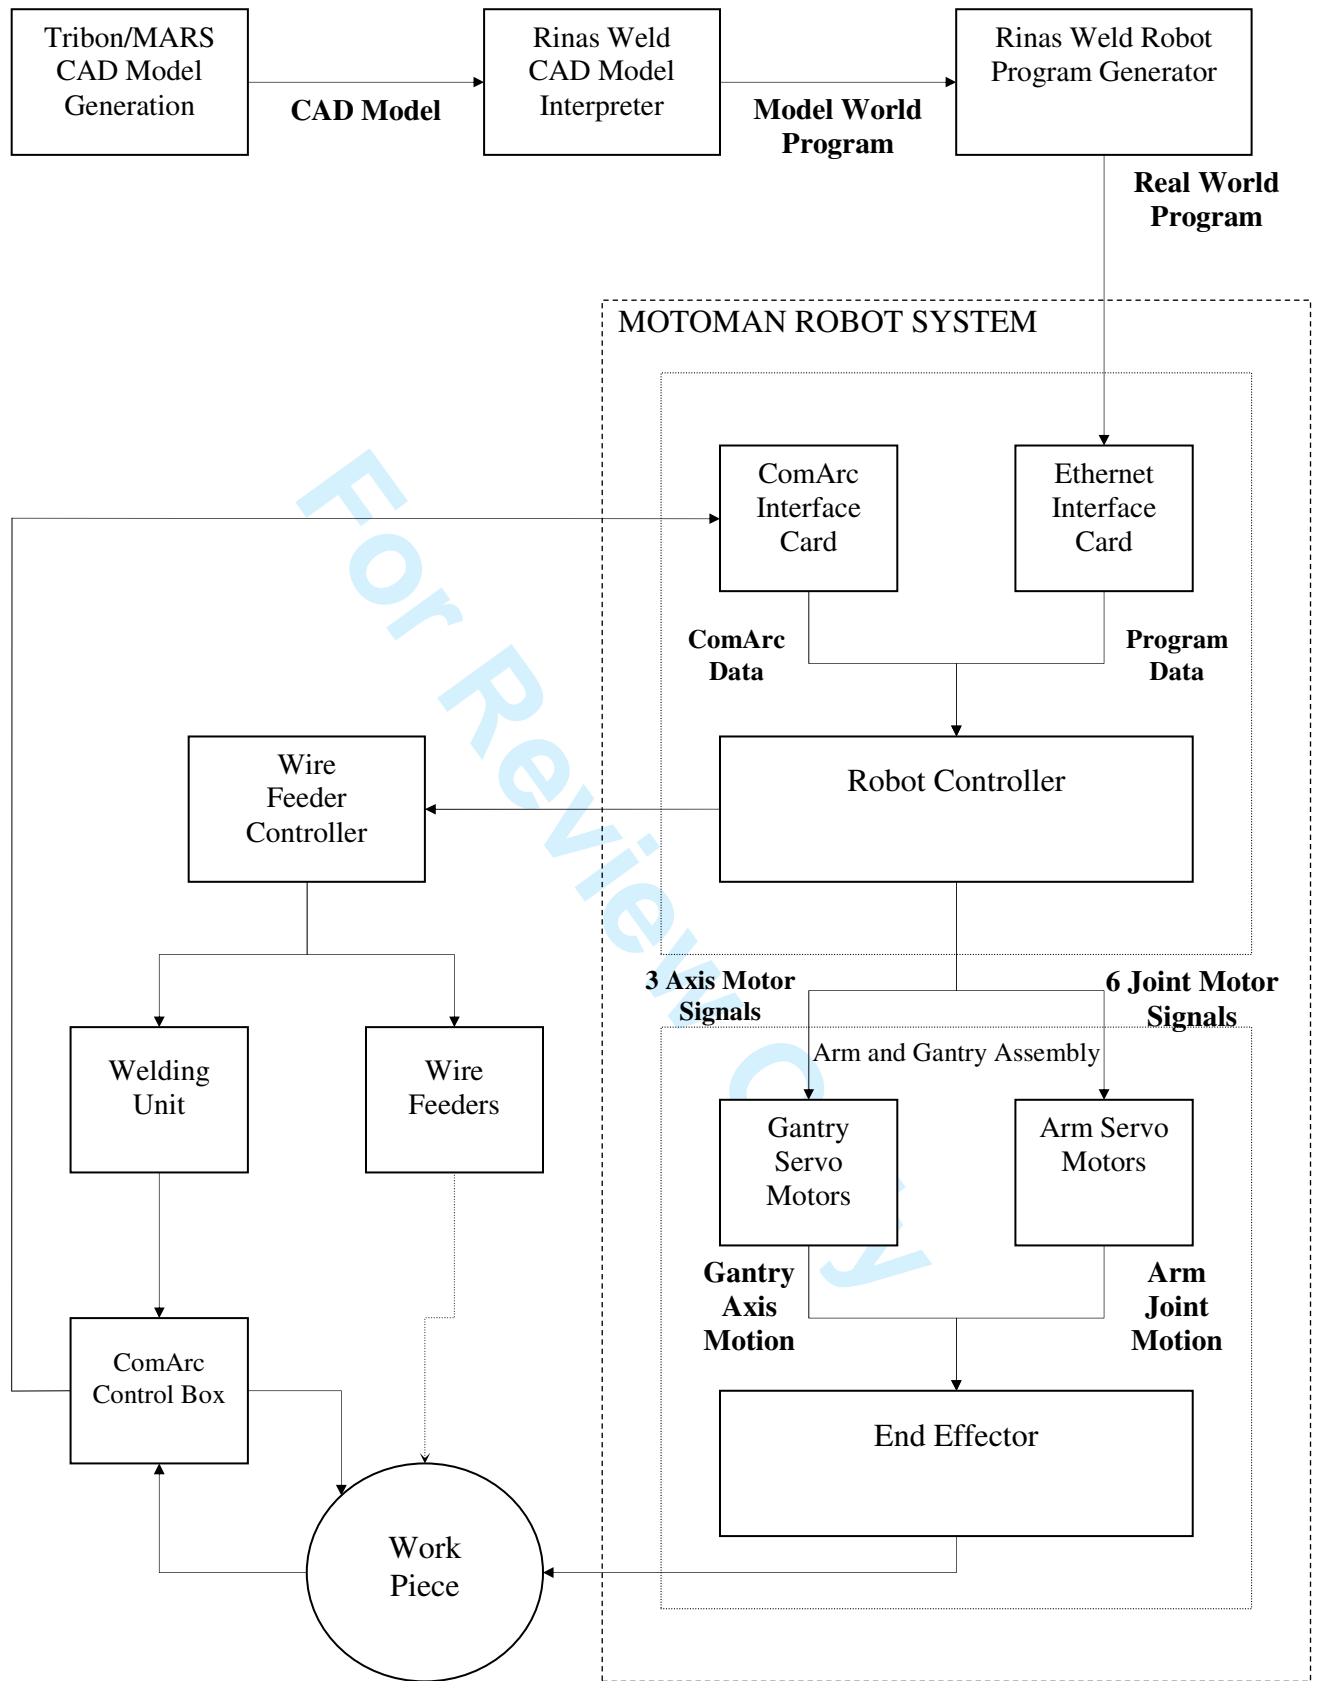 Tribon/MARS
CAD Model
Generation
CAD Model
Rinas Weld
CAD Model
Interpreter
Model World
Program
Rinas Weld Robot
Program Generator
Real World
Program
MOTOMAN ROBOT SYSTEM
ComArc
Interface
Card
Ethernet
Interface
Card
ComArc
Data
Program
Data
Wire
Feeder
Controller
Robot Controller
3 Axis Motor
Signals
6 Joint Motor
Signals
Arm and Gantry Assembly
Welding
Unit
Wire
Feeders
Gantry
Servo
Motors
Arm Servo
Motors
Gantry
Axis
Motion
Arm
Joint
Motion
ComArc
Control Box
End Effector
Work
Piece
For Review Only